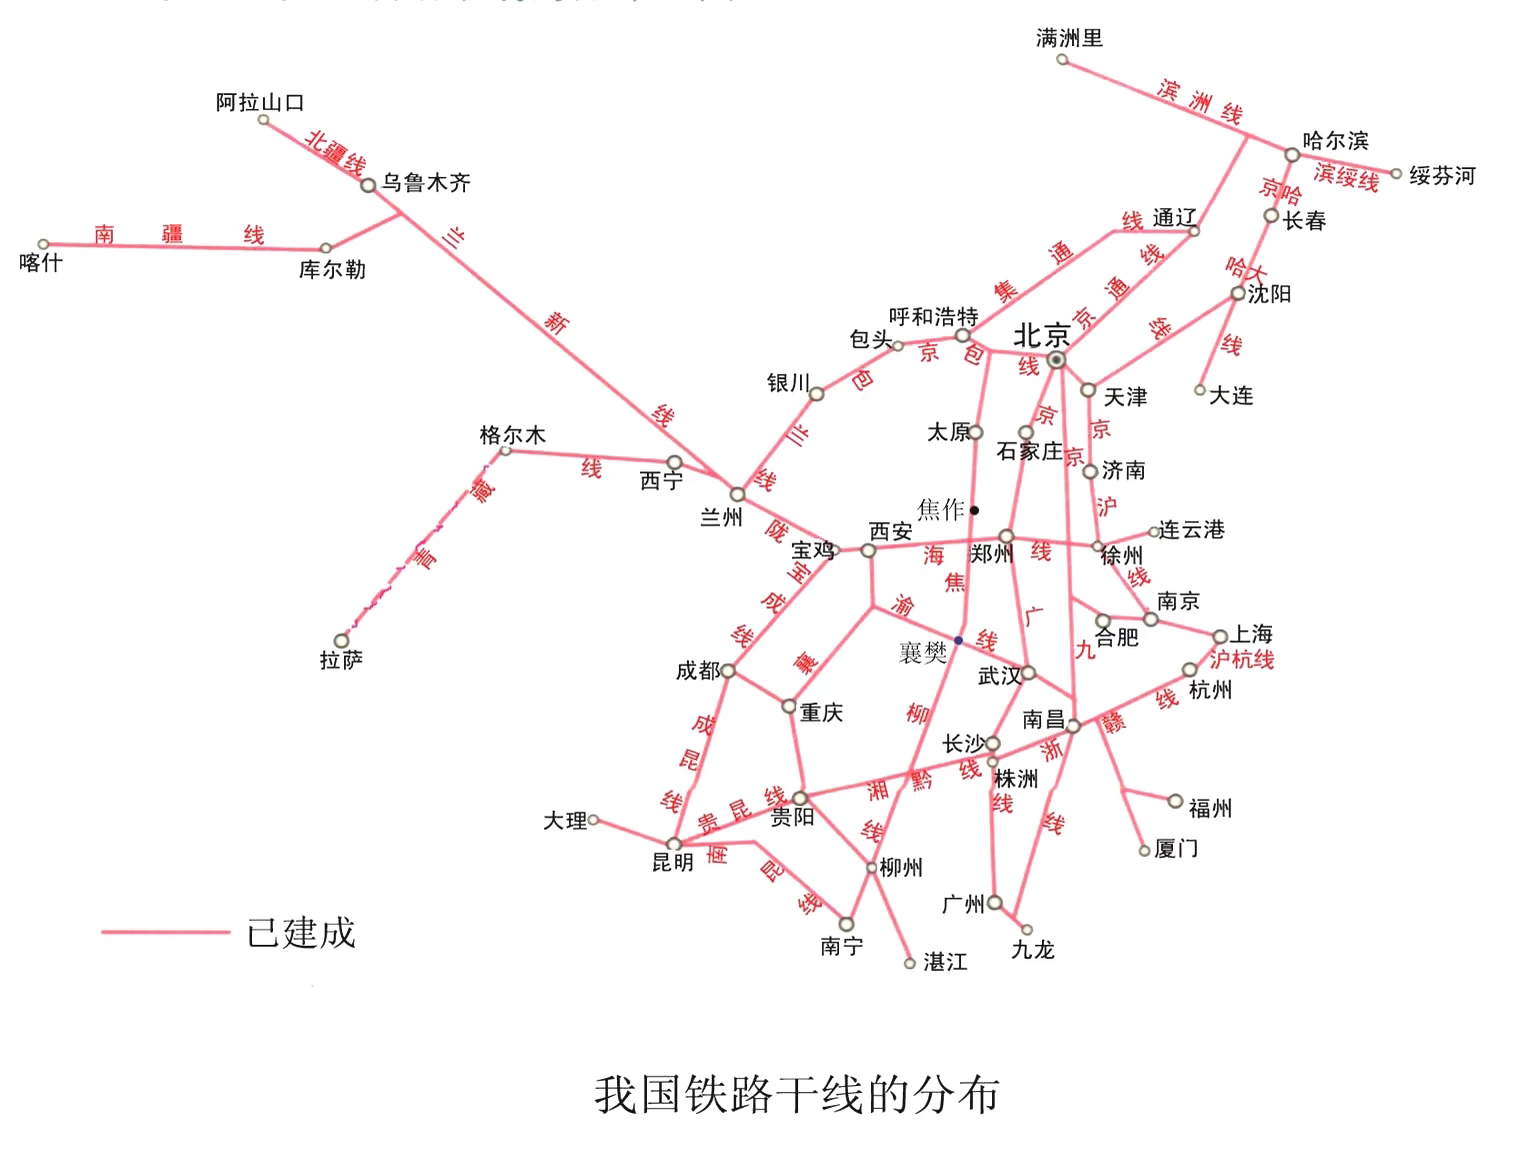 满洲里
滨洲线
哈尔滨
滨绥线
绥芬河
京哈
长春
阿拉山口
北疆线
乌鲁木齐
南疆线
喀什
库尔勒
兰新线
线
通辽
集通
京通线
哈大
沈阳
线
线
大连
呼和浩特
包头
京包线
北京
天津
银川
包兰线
太原
京
石家庄
京
京
济南
沪
格尔木
线
西宁
藏
青
拉萨
兰州
焦作
陇
宝鸡
西安
海
郑州
线
连云港
徐州
线
宝成线
焦
渝
线
广
南京
合肥
上海
沪杭线
杭州
襄樊
襄
九
武汉
成都
重庆
柳
南昌
赣
线
浙
长沙
株洲
成昆线
湘黔线
线
线
福州
厦门
大理
贵昆线
贵阳
昆明
南昆线
线
柳州
广州
南宁
湛江
九龙
已建成
我国铁路干线的分布